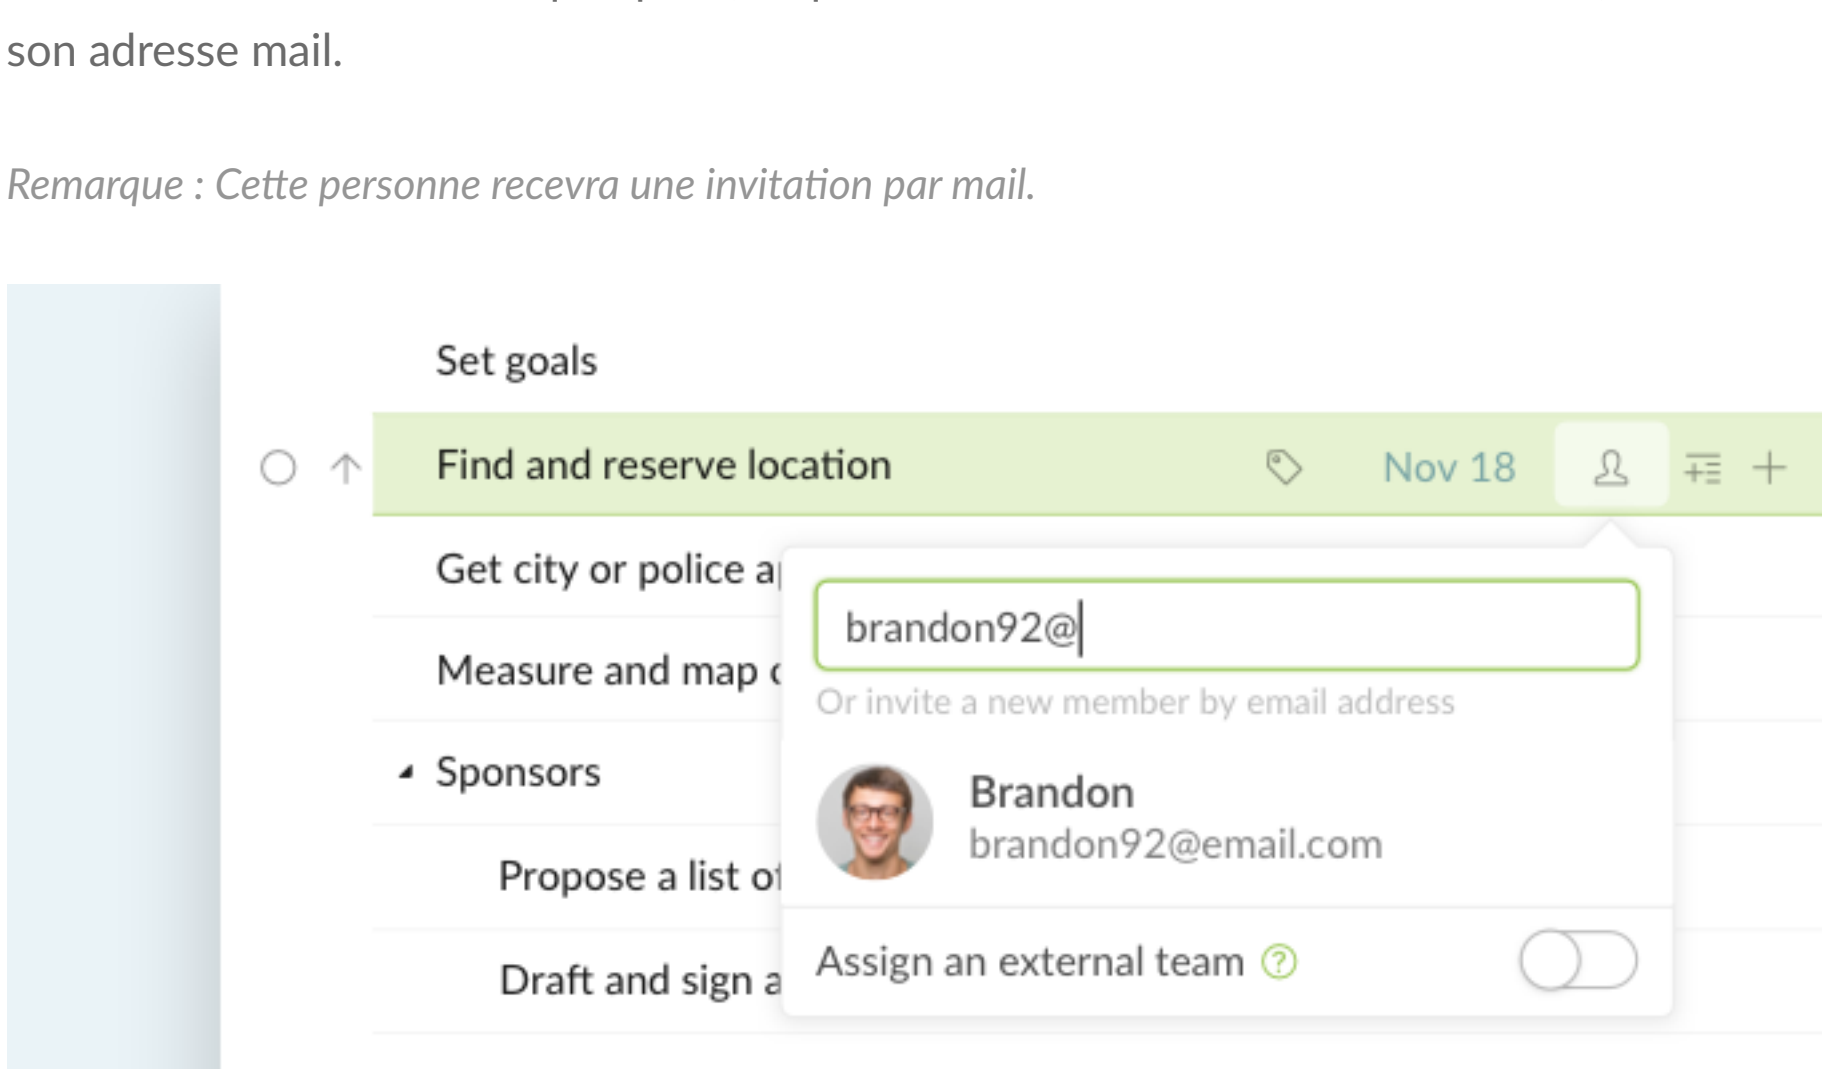 son adresse mail.
Remarque : Cette personne recevra une invitation par mail.
Set goals
Find and reserve location Nov 18
Get city or police
brandon92@
Measure and map
Or invite a new member by email address
Sponsors
Brandon
brandon92@email.com
Propose a list of
Assign an external team ?
Draft and sign a